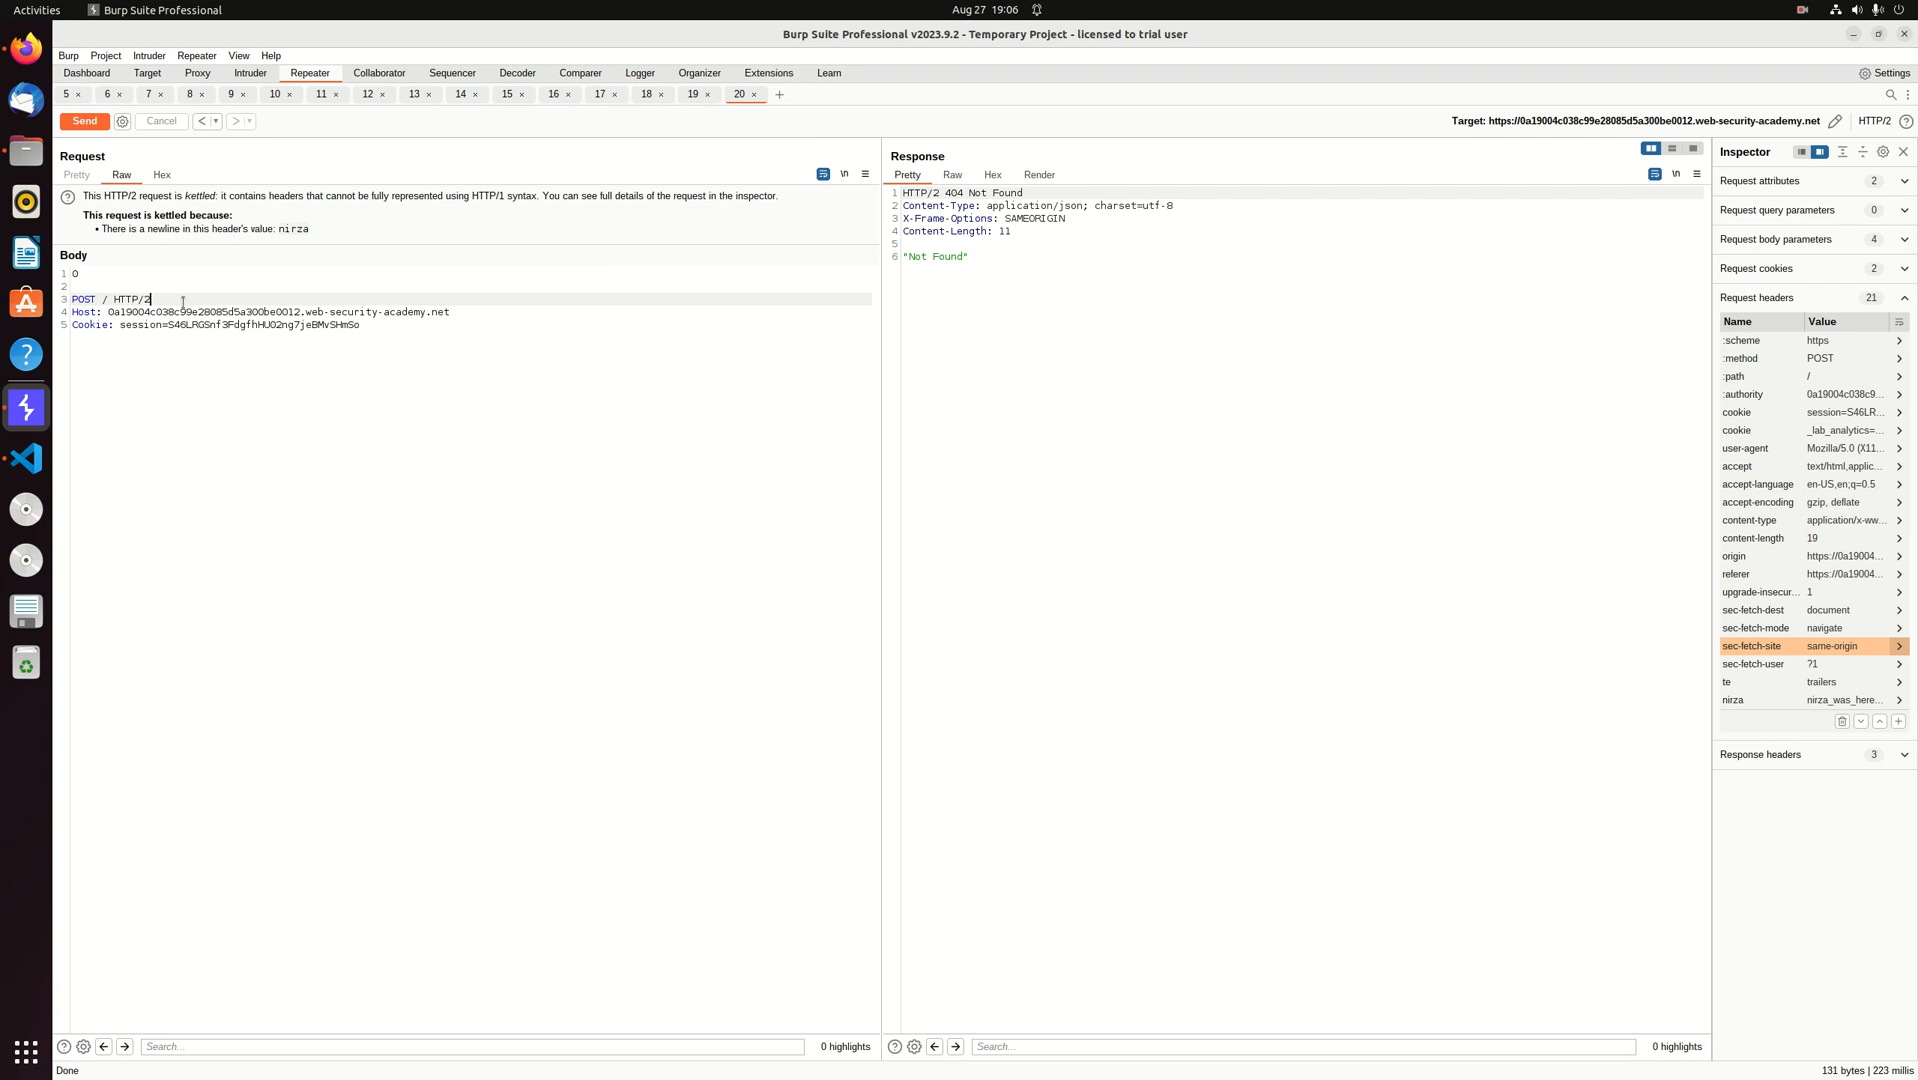 Activities
Burp Suite Professional
Aug 27 19:06
Burp Suite Professional v2023.9.2 - Temporary Project - licensed to trial user
Burp Project Intruder Repeater View Help
Dashboard Target Proxy Intruder Repeater Collaborator Sequencer Decoder Comparer Logger Organizer Extensions Learn
Settings
5 × 6 × 7 × 8 × 9 × 10 × 11 × 12 × 13 × 14 × 15 × 16 × 17 × 18 × 19 × 20 × +
Send Cancel < >
Target: https://0a19004c038c99e28085d5a300be0012.web-security-academy.net
HTTP/2
Request
Pretty Raw Hex
\n
This HTTP/2 request is kettled: it contains headers that cannot be fully represented using HTTP/1 syntax. You can see full details of the request in the inspector.
This request is kettled because:
• There is a newline in this header's value: nirza
Body
1 0
2
3 POST / HTTP/2
4 Host: 0a19004c038c99e28085d5a300be0012.web-security-academy.net
5 Cookie: session=S46LRGSnf3FdgfhHUO2ng7jeBMvSHmSo
Search...
0 highlights
Response
Pretty Raw Hex Render
\n
1 HTTP/2 404 Not Found
2 Content-Type: application/json; charset=utf-8
3 X-Frame-Options: SAMEORIGIN
4 Content-Length: 11
5
6 "Not Found"
Search...
0 highlights
Inspector
Request attributes 2
Request query parameters 0
Request body parameters 4
Request cookies 2
Request headers 21
Name Value
:scheme https
:method POST
:path /
:authority 0a19004c038c9...
cookie session=S46LR...
cookie _lab_analytics=...
user-agent Mozilla/5.0 (X11...
accept text/html,applic...
accept-language en-US,en;q=0.5
accept-encoding gzip, deflate
content-type application/x-ww...
content-length 19
origin https://0a19004...
referer https://0a19004...
upgrade-insecur... 1
sec-fetch-dest document
sec-fetch-mode navigate
sec-fetch-site same-origin
sec-fetch-user ?1
te trailers
nirza nirza_was_here...
Response headers 3
Done
131 bytes | 223 millis